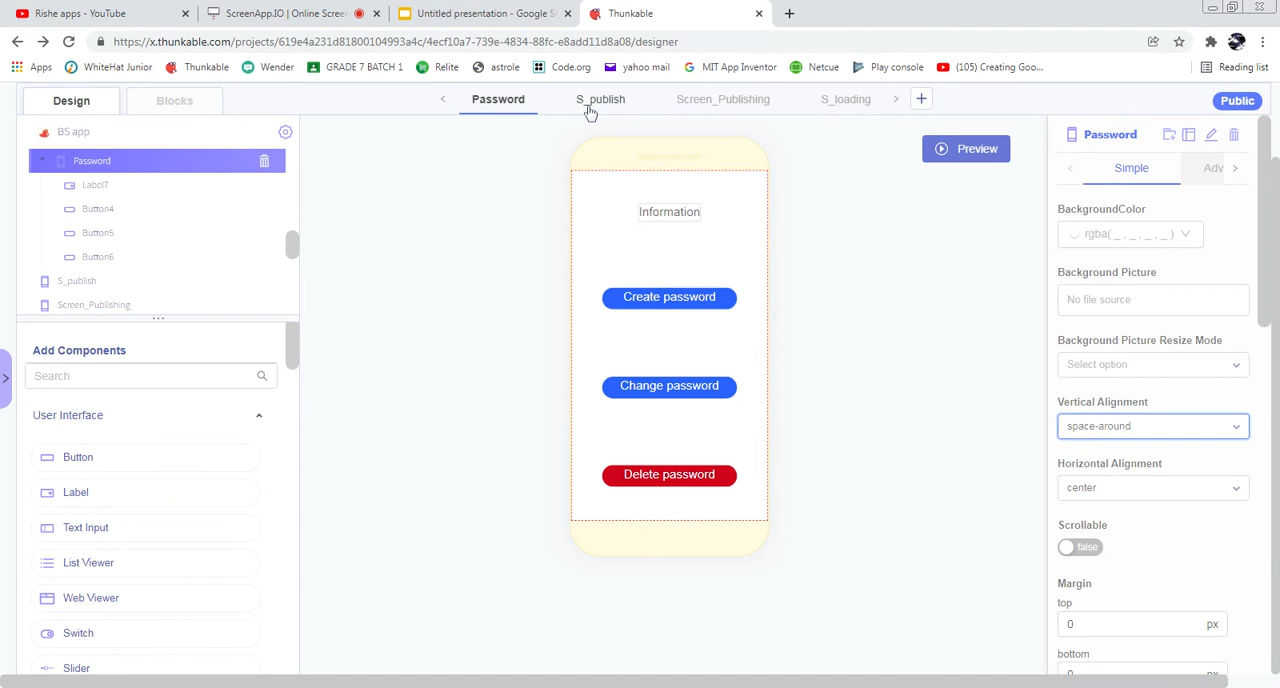 Rishe apps - YouTube
ScreenApp.IO | Online Screen
Untitled presentation - Google S
Thunkable
https://x.thunkable.com/projects/619e4a231d81800104993a4c/4ecf10a7-739e-4834-88fc-e8add11d8a08/designer
Apps
WhiteHat Junior
Thunkable
Wender
GRADE 7 BATCH 1
Relite
astrole
Code.org
yahoo mail
MIT App Inventor
Netcue
Play console
(105) Creating Goo...
Reading list
Design
Blocks
Password
S_publish
Screen_Publishing
S_loading
Public
BS app
Password
Label7
Button4
Button5
Button6
S_publish
Screen_Publishing
Add Components
Search
User Interface
Button
Label
Text Input
List Viewer
Web Viewer
Switch
Slider
Preview
Information
Create password
Change password
Delete password
Password
Simple
Adv
BackgroundColor
rgba( _ , _ , _ , _ )
Background Picture
No file source
Background Picture Resize Mode
Select option
Vertical Alignment
space-around
Horizontal Alignment
center
Scrollable
false
Margin
top
0 px
bottom